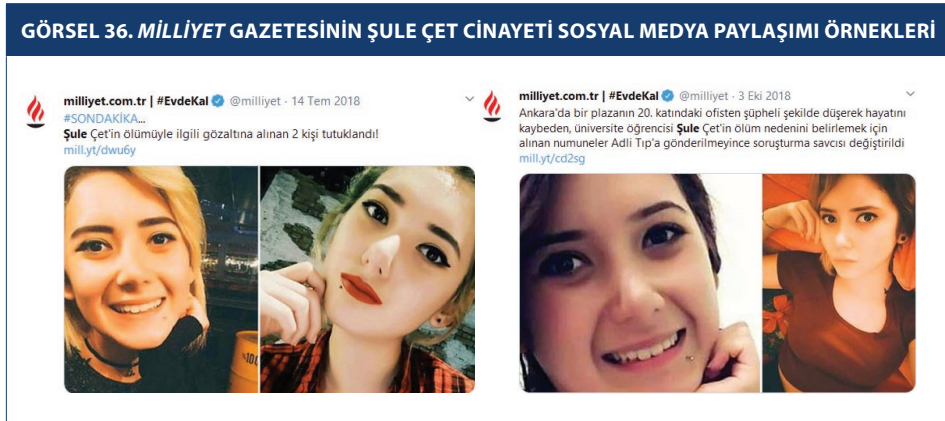 GÖRSEL 36. MİLLİYET GAZETESİNİN ŞULE ÇET CİNAYETİ SOSYAL MEDYA PAYLAŞIMI ÖRNEKLERİ
milliyet.com.tr | #EvdeKal @milliyet · 14 Tem 2018
#SONDAKİKA...
Şule Çet'in ölümüyle ilgili gözaltına alınan 2 kişi tutuklandı!
mill.yt/dwu6y
milliyet.com.tr | #EvdeKal @milliyet · 3 Eki 2018
Ankara'da bir plazanın 20. katındaki ofisten şüpheli şekilde düşerek hayatını
kaybeden, üniversite öğrencisi Şule Çet'in ölüm nedenini belirlemek için
alınan numuneler Adli Tıp'a gönderilmeyince soruşturma savcısı değiştirildi
mill.yt/cd2sg